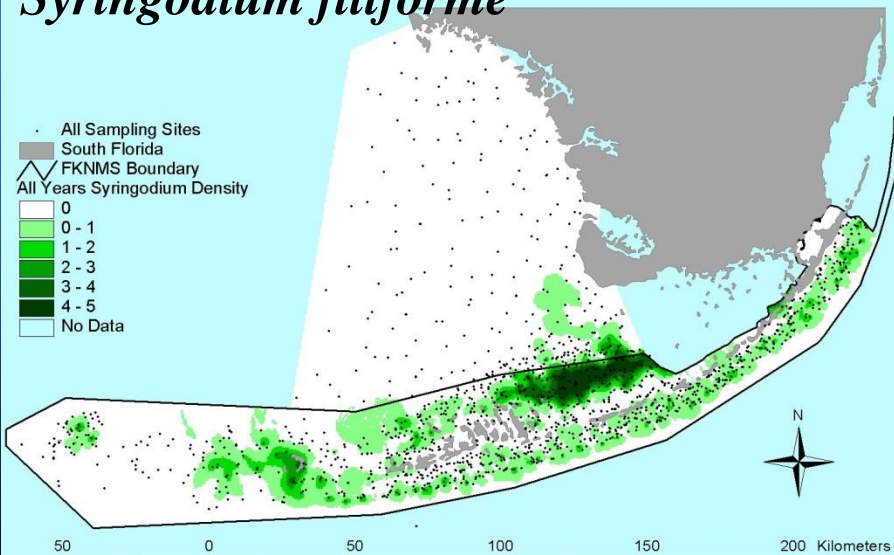 Syringodium filiforme
All Sampling Sites
South Florida
FKNMS Boundary
All Years Syringodium Density
0
0 - 1
1 - 2
2 - 3
3 - 4
4 - 5
No Data
N
50 0 50 100 150 200 Kilometers